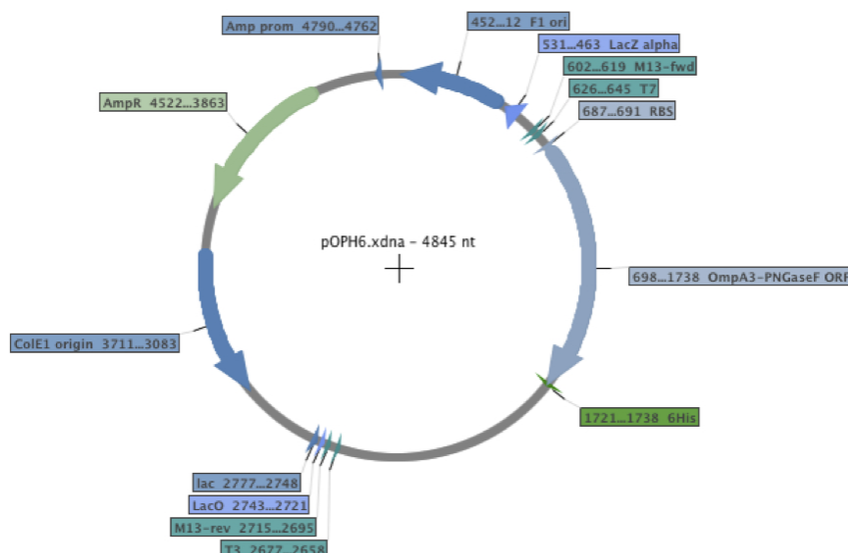 Amp prom 4790...4762
452...12 F1 ori
531...463 LacZ alpha
602...619 M13-fwd
626...645 T7
687...691 RBS
AmpR 4522...3863
pOPH6.xdna - 4845 nt
698...1738 OmpA3-PNGaseF ORF
ColE1 origin 3711...3083
1721...1738 6His
lac 2777...2748
LacO 2743...2721
M13-rev 2715...2695
T3 2677...2658